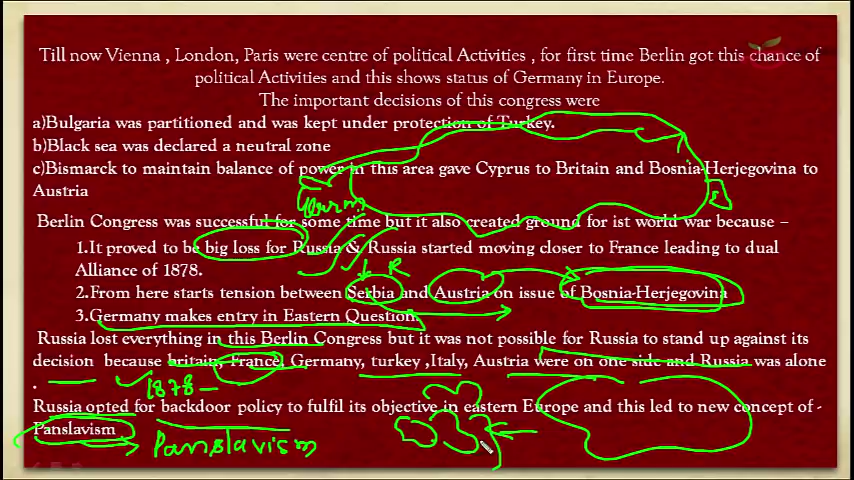 Till now Vienna , London, Paris were centre of political Activities , for first time Berlin got this chance of
political Activities and this shows status of Germany in Europe.
The important decisions of this congress were
a)Bulgaria was partitioned and was kept under protection of Turkey.
b)Black sea was declared a neutral zone
c)Bismarck to maintain balance of power in this area gave Cyprus to Britain and Bosnia-Herjegovina to
Austria
Berlin Congress was successful for some time but it also created ground for ist world war because –
1.It proved to be big loss for Russia & Russia started moving closer to France leading to dual
Alliance of 1878.
R
2.From here starts tension between Serbia and Austria on issue of Bosnia-Herjegovina
3.Germany makes entry in Eastern Question.
Russia lost everything in this Berlin Congress but it was not possible for Russia to stand up against its
decision because britain, France, Germany, turkey ,Italy, Austria were on one side and Russia was alone
.
1878
Russia opted for backdoor policy to fulfil its objective in eastern Europe and this led to new concept of -
Panslavism
Panslavism